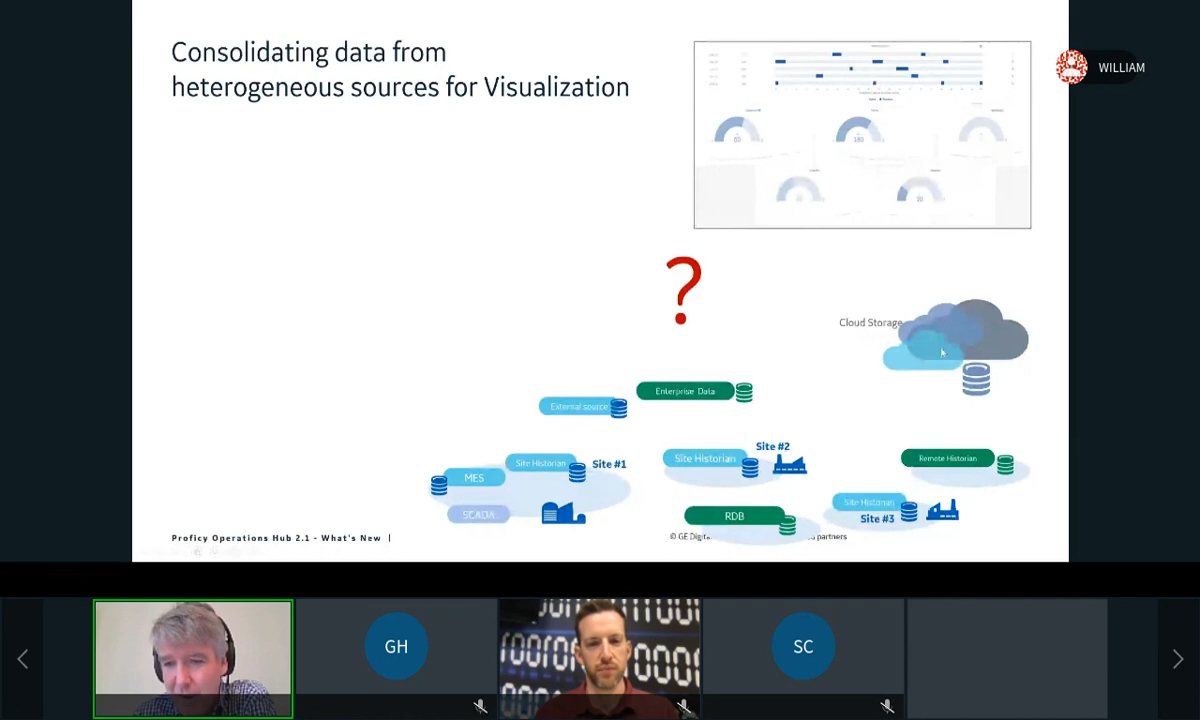 Consolidating data from
heterogeneous sources for Visualization
WILLIAM
Cloud Storage
Enterprise Data
External source
Site #2
Site Historian
Site #1
Site Historian
Remote Historian
MES
Site Historian
SCADA
RDB
Site #3
Proficy Operations Hub 2.1 - What's New |
© GE Digital
partners
GH
SC